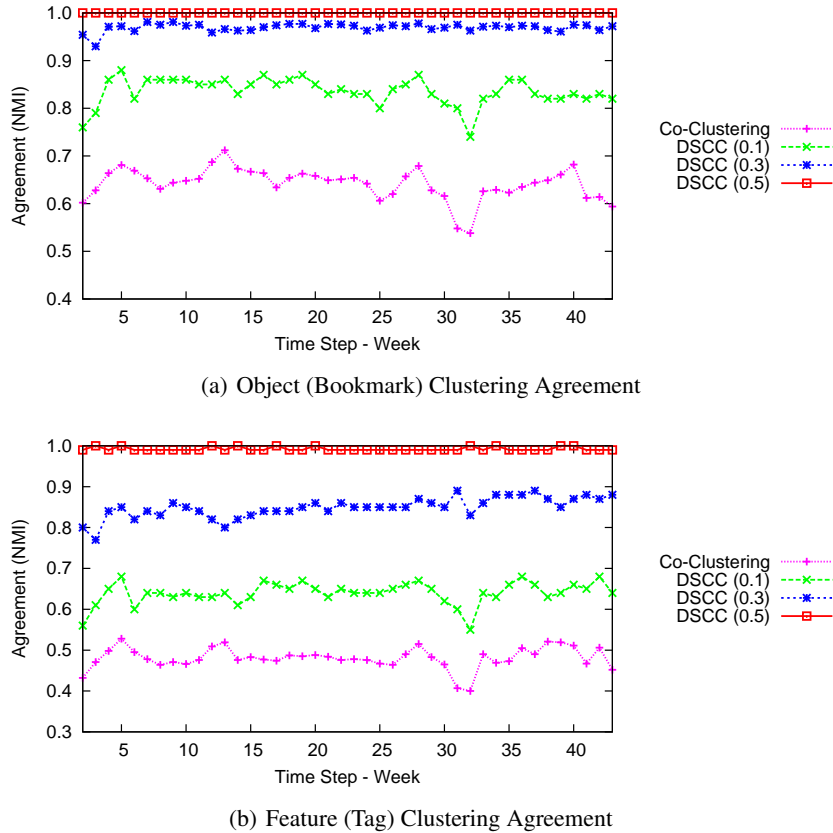 1.0
0.9
0.8
0.7
0.6
0.5
0.4
Agreement (NMI)
5 10 15 20 25 30 35 40
Time Step - Week
Co-Clustering
DSCC (0.1)
DSCC (0.3)
DSCC (0.5)
(a) Object (Bookmark) Clustering Agreement
1.0
0.9
0.8
0.7
0.6
0.5
0.4
0.3
Agreement (NMI)
5 10 15 20 25 30 35 40
Time Step - Week
Co-Clustering
DSCC (0.1)
DSCC (0.3)
DSCC (0.5)
(b) Feature (Tag) Clustering Agreement